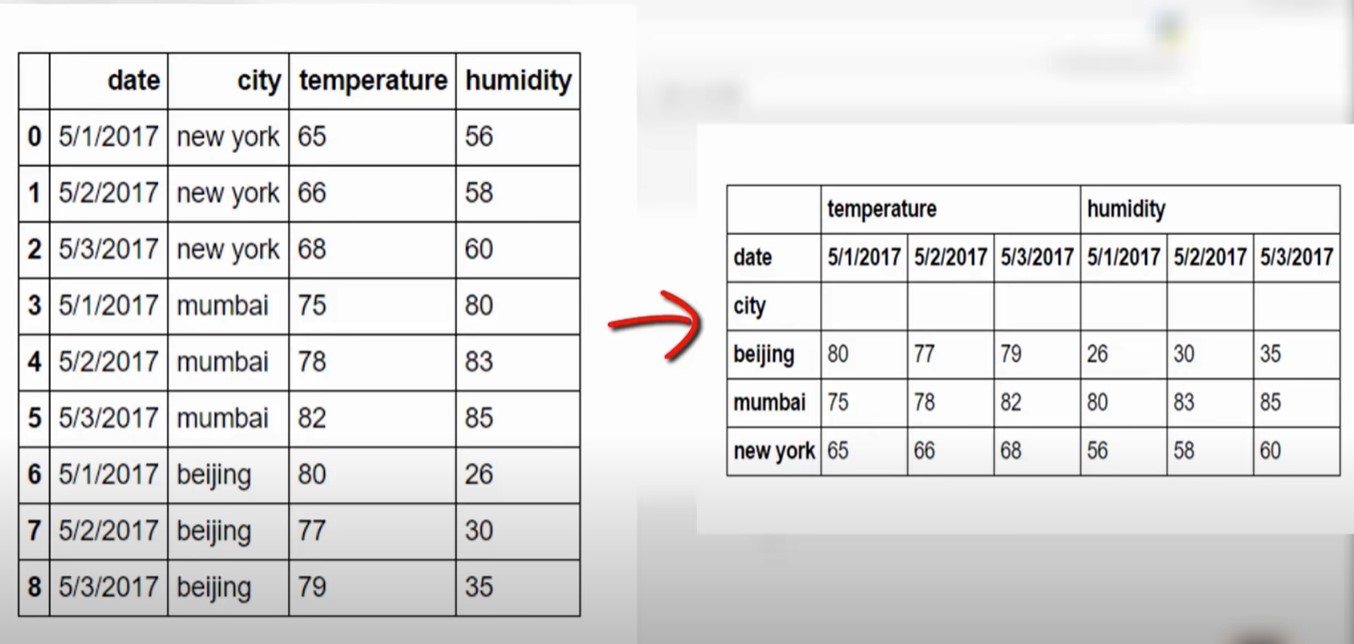 date city temperature humidity
0 5/1/2017 new york 65 56
1 5/2/2017 new york 66 58
2 5/3/2017 new york 68 60
3 5/1/2017 mumbai 75 80
4 5/2/2017 mumbai 78 83
5 5/3/2017 mumbai 82 85
6 5/1/2017 beijing 80 26
7 5/2/2017 beijing 77 30
8 5/3/2017 beijing 79 35
temperature humidity
date 5/1/2017 5/2/2017 5/3/2017 5/1/2017 5/2/2017 5/3/2017
city
beijing 80 77 79 26 30 35
mumbai 75 78 82 80 83 85
new york 65 66 68 56 58 60